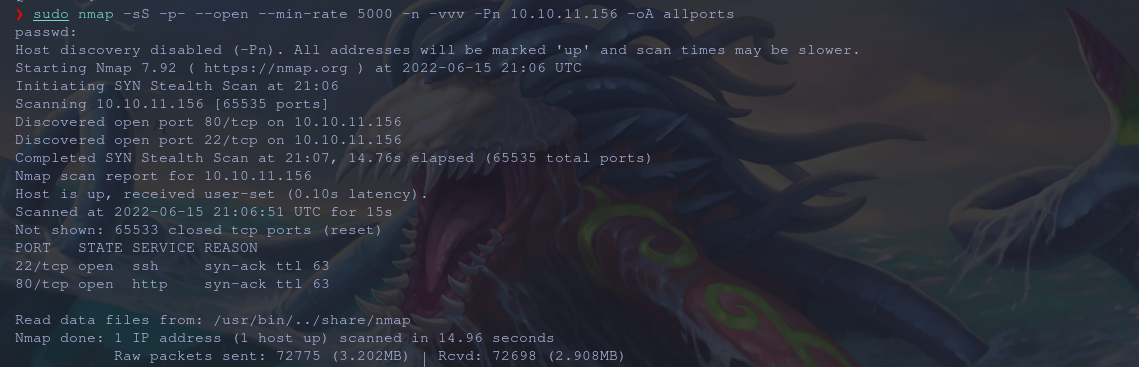 ❯ sudo nmap -sS -p- --open --min-rate 5000 -n -vvv -Pn 10.10.11.156 -oA allports
passwd:
Host discovery disabled (-Pn). All addresses will be marked 'up' and scan times may be slower.
Starting Nmap 7.92 ( https://nmap.org ) at 2022-06-15 21:06 UTC
Initiating SYN Stealth Scan at 21:06
Scanning 10.10.11.156 [65535 ports]
Discovered open port 80/tcp on 10.10.11.156
Discovered open port 22/tcp on 10.10.11.156
Completed SYN Stealth Scan at 21:07, 14.76s elapsed (65535 total ports)
Nmap scan report for 10.10.11.156
Host is up, received user-set (0.10s latency).
Scanned at 2022-06-15 21:06:51 UTC for 15s
Not shown: 65533 closed tcp ports (reset)
PORT   STATE SERVICE REASON
22/tcp open  ssh     syn-ack ttl 63
80/tcp open  http    syn-ack ttl 63
Read data files from: /usr/bin/../share/nmap
Nmap done: 1 IP address (1 host up) scanned in 14.96 seconds
           Raw packets sent: 72775 (3.202MB) | Rcvd: 72698 (2.908MB)